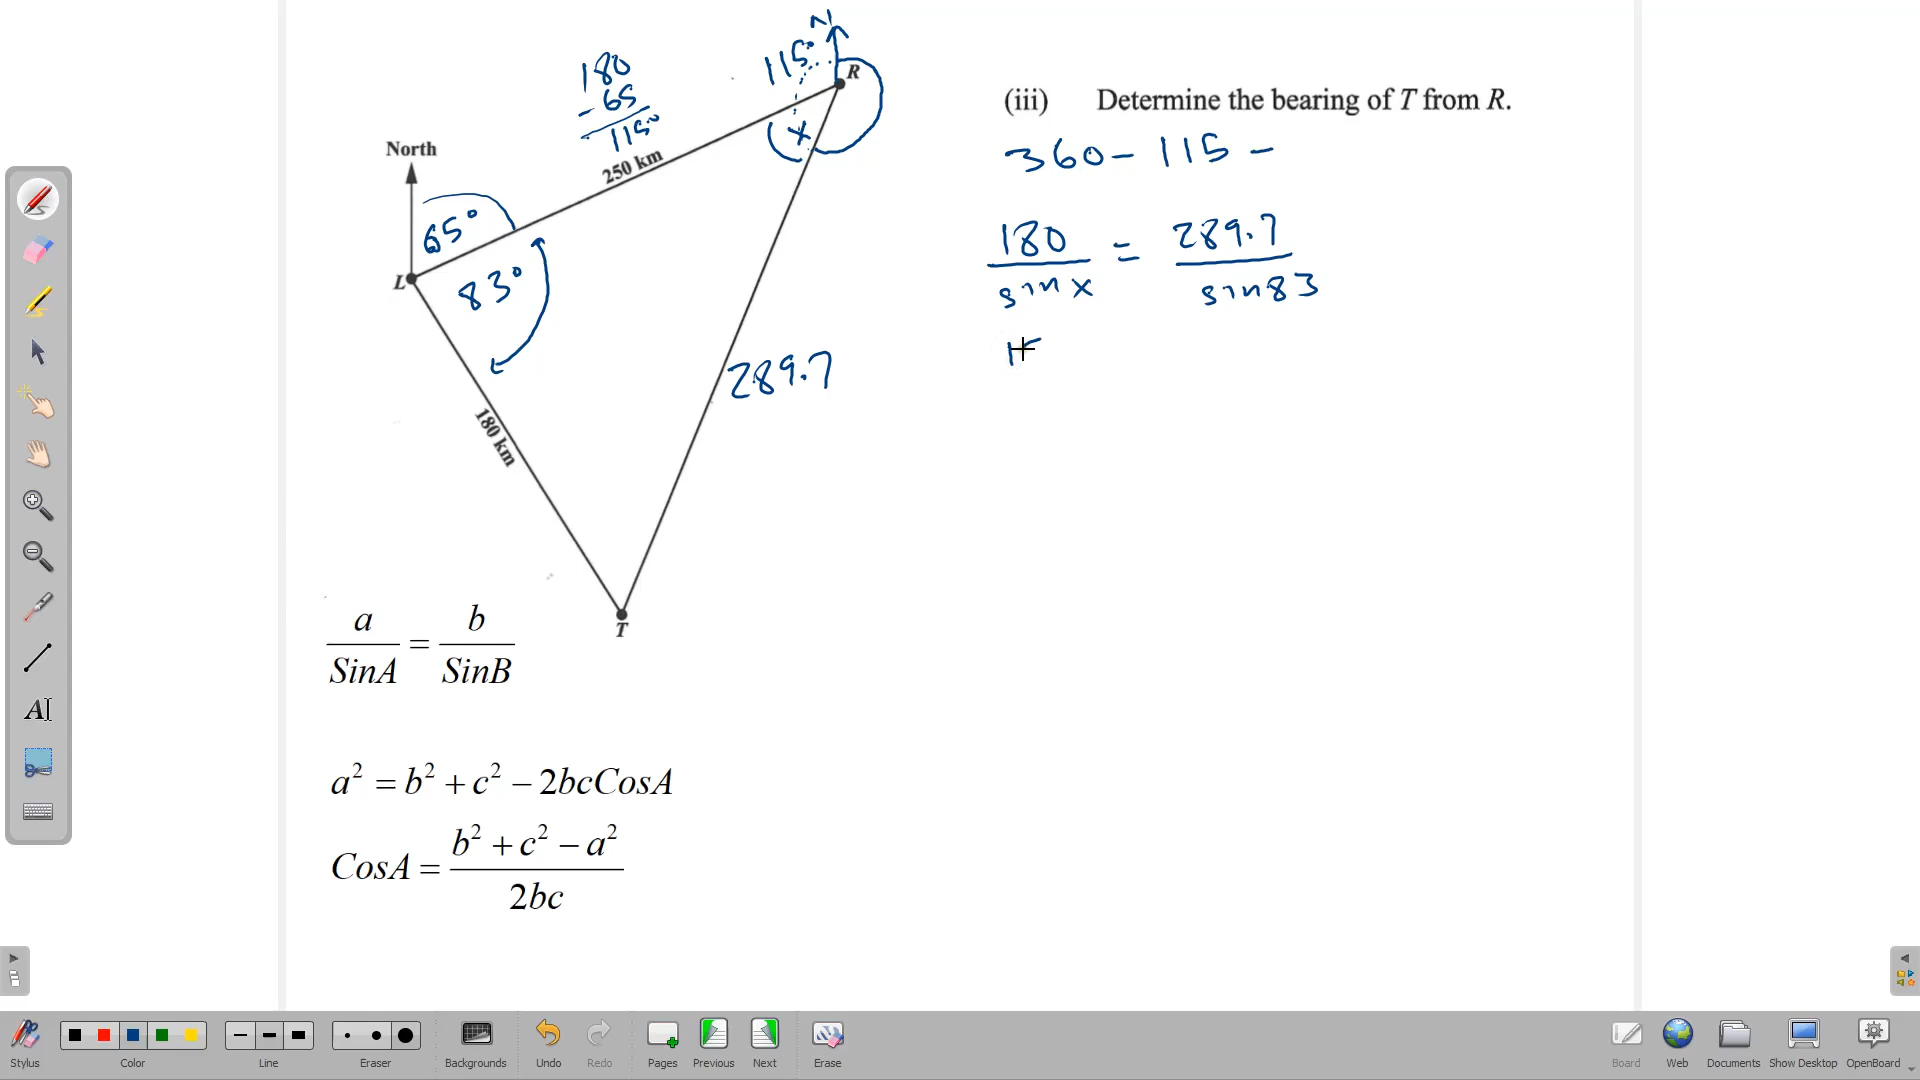 N
180
- 65
115°
115°
R
(iii) Determine the bearing of T from R.
x
North
250 km
360 - 115 -
65°
L
83°
180 / sin x = 289.7 / sin 83
289.7
180 km
T
a / SinA = b / SinB
a² = b² + c² − 2bcCosA
CosA = b² + c² − a² / 2bc
A
Stylus
Color
Line
Eraser
Backgrounds
Undo
Redo
Pages
Previous
Next
Erase
Board
Web
Documents
Show Desktop
OpenBoard